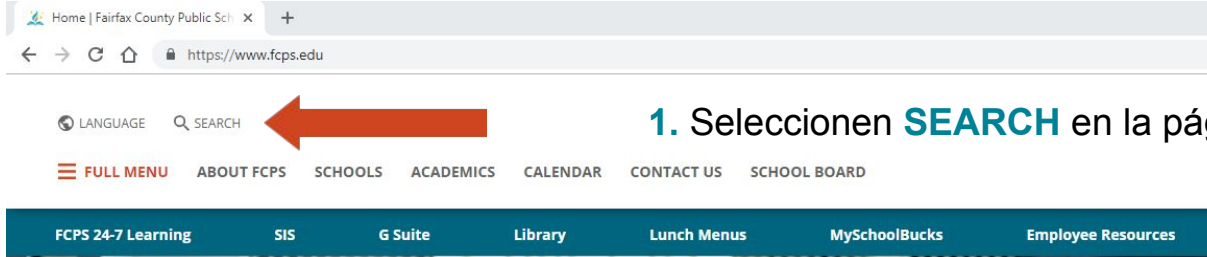 Home | Fairfax County Public Sch
https://www.fcps.edu
LANGUAGE SEARCH
1. Seleccionen SEARCH en la
FULL MENU ABOUT FCPS SCHOOLS ACADEMICS CALENDAR CONTACT US SCHOOL BOARD
FCPS 24-7 Learning SIS G Suite Library Lunch Menus MySchoolBucks Employee Resources